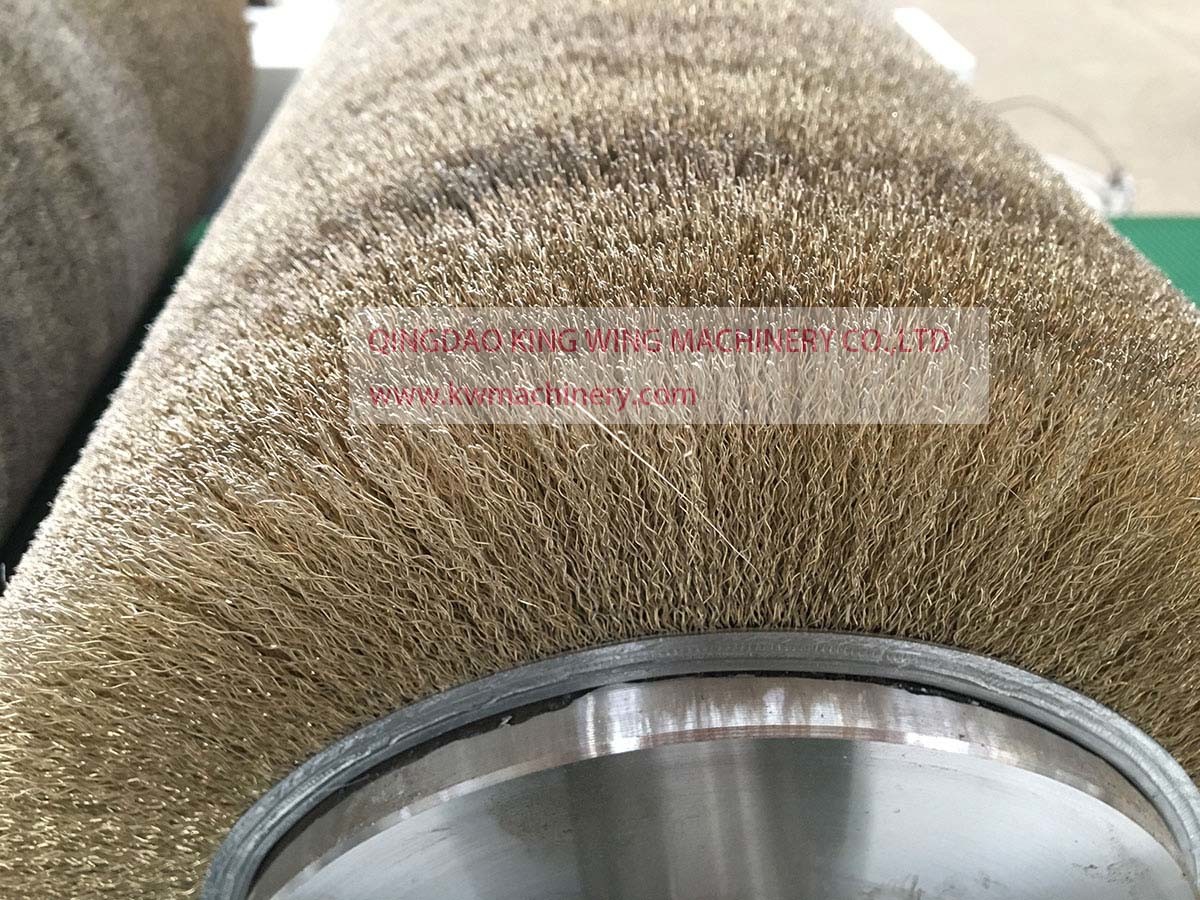 QINGDAO KING WING MACHINERY CO.,LTD
www.kwmachinery.com